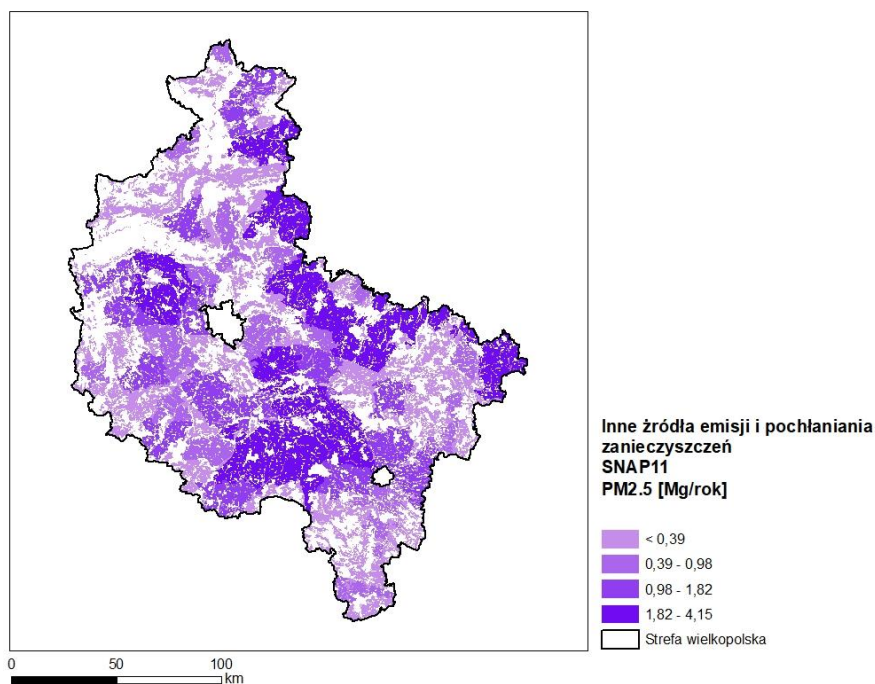 Inne żródła emisji i pochłaniania
zanieczyszczeń
SNAP11
PM2.5 [Mg/rok]
< 0,39
0,39 - 0,98
0,98 - 1,82
1,82 - 4,15
Strefa wielkopolska
0 50 100
km